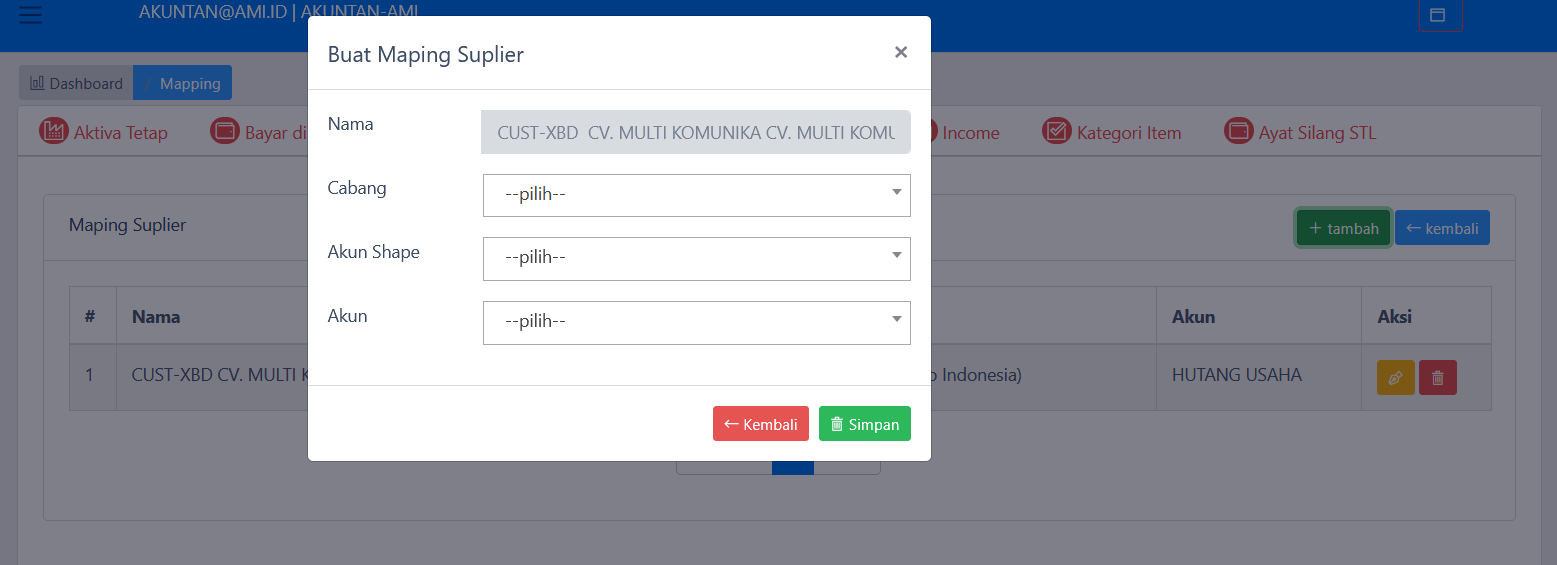 AKUNTAN@AMI.ID | AKUNTAN-AMI
Buat Maping Suplier ×
Dashboard / Mapping
Nama CUST-XBD CV. MULTI KOMUNIKA CV. MULTI
Aktiva Tetap Bayar di Income Kategori Item Ayat Silang STL
Cabang --pilih--
Maping Suplier + tambah ← kembali
Akun Shape --pilih--
# Nama Akun Aksi
Akun --pilih--
1 CUST-XBD CV. MULTI Indonesia) HUTANG USAHA
← Kembali Simpan